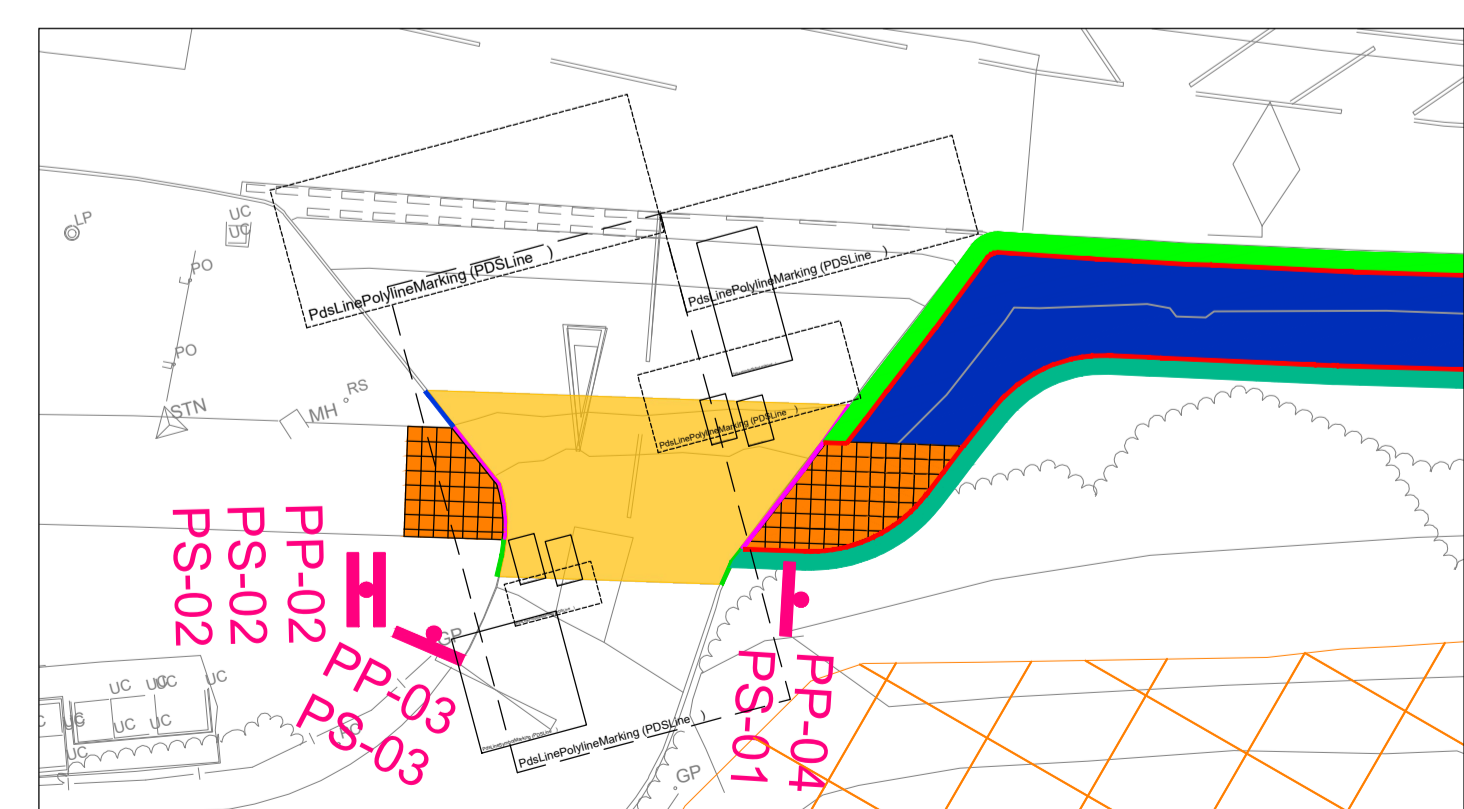 LP
UC
UC
PO
PO
STN
MH
RS
PdsLinePolylineMarking (PDSLine )
PdsLinePolylineMarking (PDSLine )
PdsLinePolylineMarking (PDSLine )
PS-02
PS-02
PP-02
GP
PP-03
PS-03
PS-01
PP-04
PdsLinePolylineMarking (PDSLine )
GP
UC
UC
UC
UC
UC
UC
UC
UC